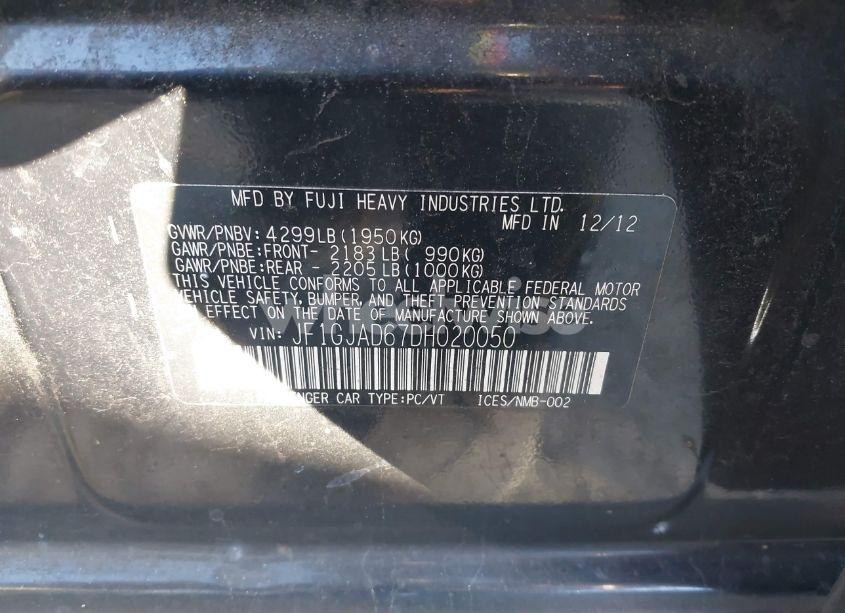 MFD BY FUJI HEAVY INDUSTRIES LTD.
MFD IN 12/12
GVWR/PNBV: 4299LB(1950KG)
GAWR/PNBE:FRONT- 2183LB( 990KG)
GAWR/PNBE:REAR - 2205LB(1000KG)
THIS VEHICLE CONFORMS TO ALL APPLICABLE FEDERAL MOTOR
VEHICLE SAFETY, BUMPER, AND THEFT PREVENTION STANDARDS
IN EFFECT ON THE DATE OF MANUFACTURE SHOWN ABOVE.
VIN: JF1GJAD67DH020050
CAR TYPE:PC/VT ICES/NMB-002